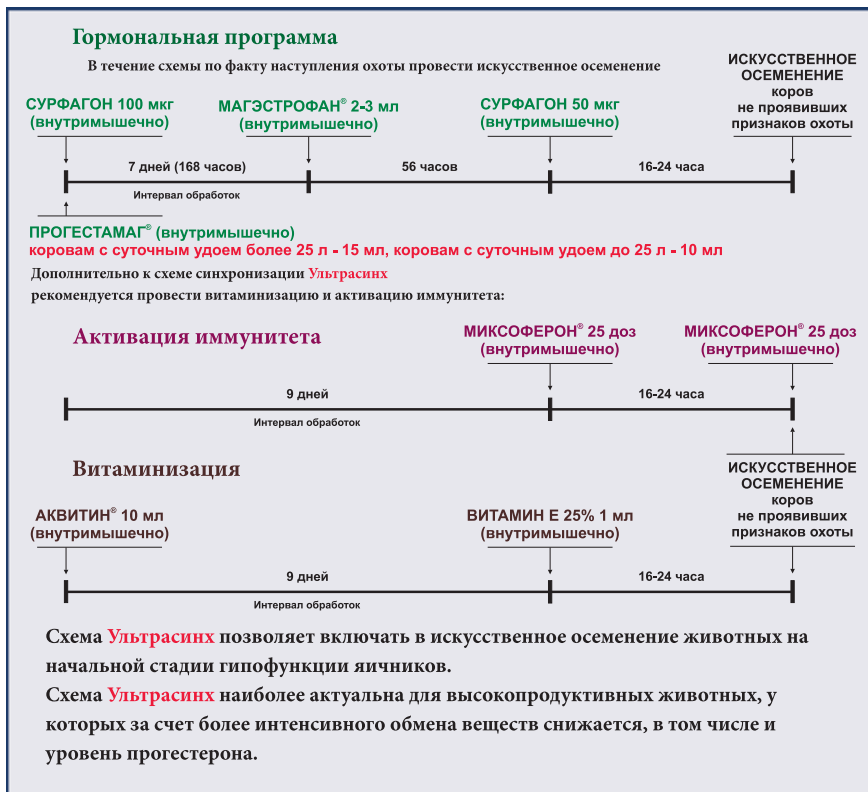 Гормональная программа
В течение схемы по факту наступления охоты провести искусственное осеменение
ИСКУССТВЕННОЕ
ОСЕМЕНЕНИЕ
коров
не проявивших
признаков охоты
СУРФАГОН 100 мкг
(внутримышечно)
МАГЭСТРОФАН® 2-3 мл
(внутримышечно)
СУРФАГОН 50 мкг
(внутримышечно)
7 дней (168 часов)
56 часов
16-24 часа
Интервал обработок
ПРОГЕСТАМАГ® (внутримышечно)
коровам с суточным удоем более 25 л - 15 мл, коровам с суточным удоем до 25 л - 10 мл
Дополнительно к схеме синхронизации Ультрасинх
рекомендуется провести витаминизацию и активацию иммунитета:
Активация иммунитета
МИКСОФЕРОН® 25 доз
(внутримышечно)
МИКСОФЕРОН® 25 доз
(внутримышечно)
9 дней
16-24 часа
Интервал обработок
Витаминизация
ИСКУССТВЕННОЕ
ОСЕМЕНЕНИЕ
коров
не проявивших
признаков охоты
АКВИТИН® 10 мл
(внутримышечно)
ВИТАМИН Е 25% 1 мл
(внутримышечно)
9 дней
16-24 часа
Интервал обработок
Схема Ультрасинх позволяет включать в искусственное осеменение животных на
начальной стадии гипофункции яичников.
Схема Ультрасинх наиболее актуальна для высокопродуктивных животных, у
которых за счет более интенсивного обмена веществ снижается, в том числе и
уровень прогестерона.